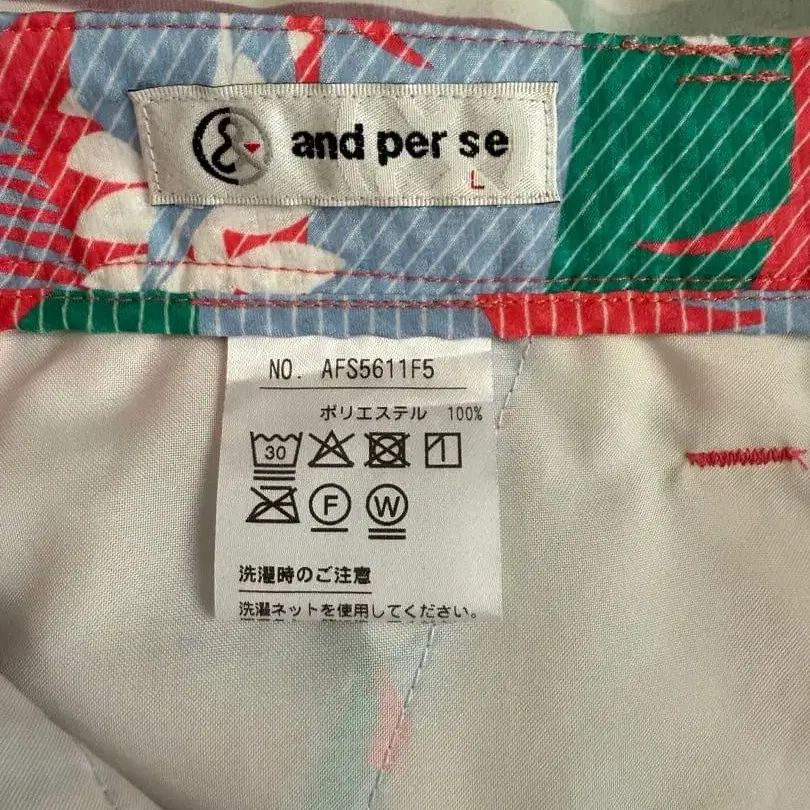 and per se
L
NO. AFS5611F5
ポリエステル 100%
30
F
W
洗濯時のご注意
洗濯ネットを使用してください。